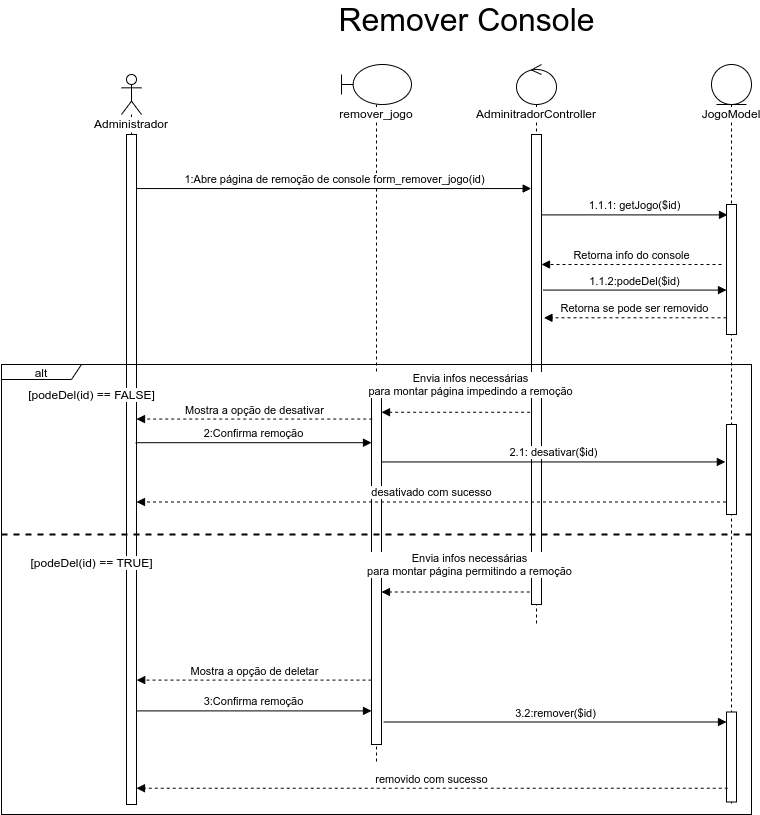 Remover Console
Administrador
remover_jogo
AdminitradorController
JogoModel
1:Abre página de remoção de console form_remover_jogo(id)
1.1.1: getJogo($id)
Retorna info do console
1.1.2:podeDel($id)
Retorna se pode ser removido
alt
[podeDel(id) == FALSE]
Envia infos necessárias
para montar página impedindo a remoção
Mostra a opção de desativar
2:Confirma remoção
2.1: desativar($id)
desativado com sucesso
[podeDel(id) == TRUE]
Envia infos necessárias
para montar página permitindo a remoção
Mostra a opção de deletar
3:Confirma remoção
3.2:remover($id)
removido com sucesso